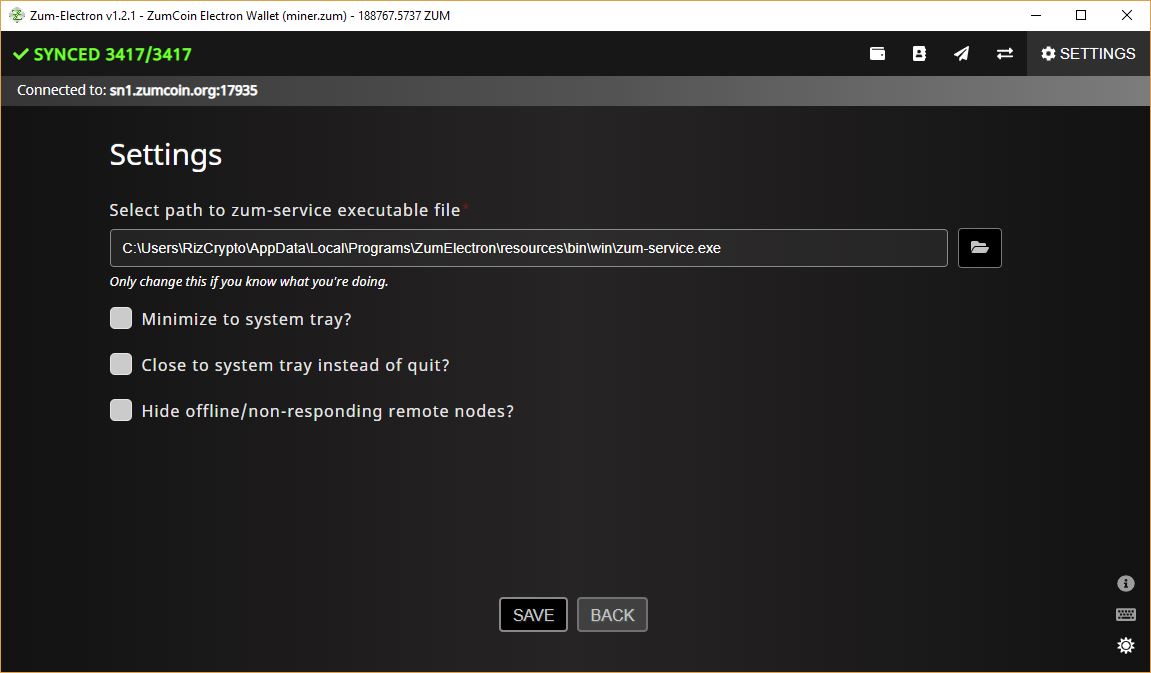 Zum-Electron v1.2.1 - ZumCoin Electron Wallet (miner.zum) - 188767.5737 ZUM
SYNCED 3417/3417
SETTINGS
Connected to: sn1.zumcoin.org:17935
Settings
Select path to zum-service executable file*
C:\Users\RizCrypto\AppData\Local\Programs\ZumElectron\resources\bin\win\zum-service.exe
Only change this if you know what you're doing.
Minimize to system tray?
Close to system tray instead of quit?
Hide offline/non-responding remote nodes?
SAVE
BACK